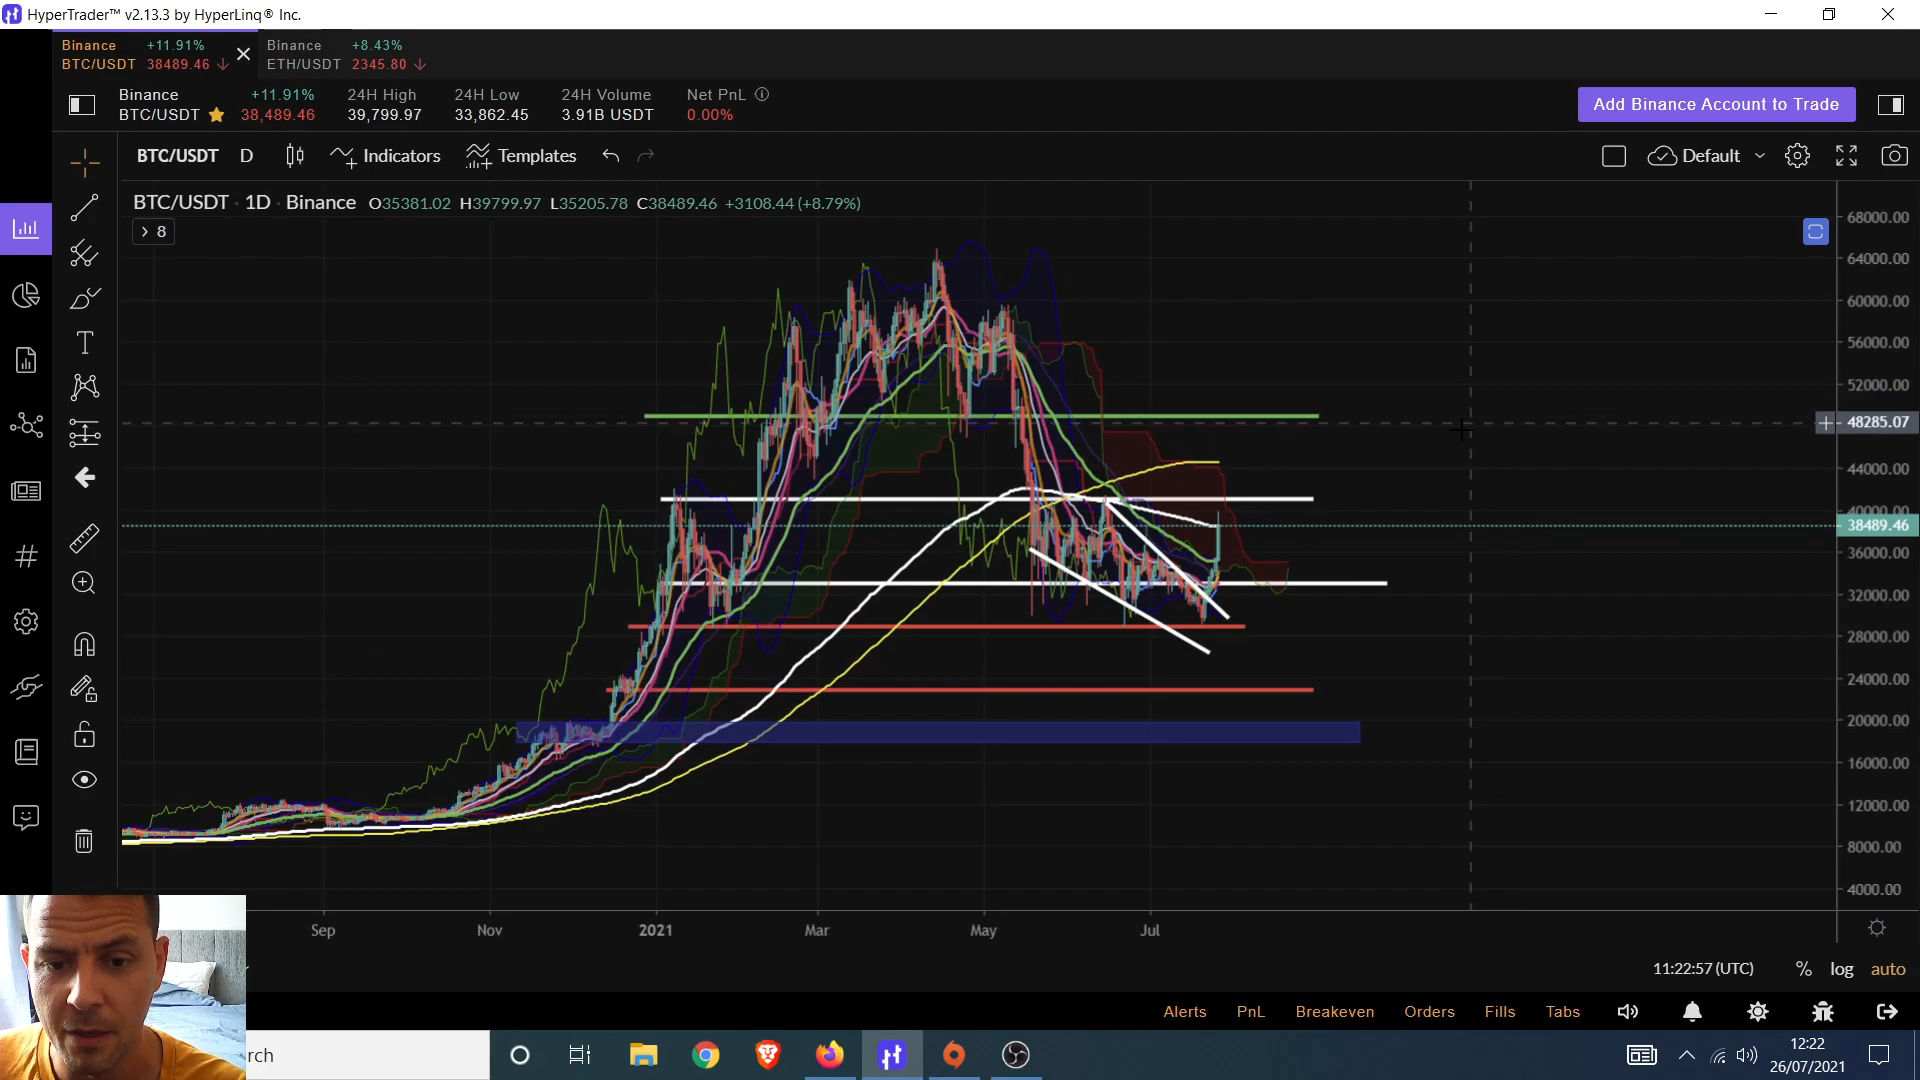 HyperTrader™ v2.13.3 by HyperLinq® Inc.
Binance +11.91%
BTC/USDT 38489.46
Binance +8.43%
ETH/USDT 2345.80
Binance +11.91% 24H High 24H Low 24H Volume Net PnL
BTC/USDT 38,489.46 39,799.97 33,862.45 3.91B USDT 0.00%
Add Binance Account to Trade
BTC/USDT D Indicators Templates Default
BTC/USDT · 1D · Binance O35381.02 H39799.97 L35205.78 C38489.46 +3108.44 (+8.79%)
8
68000.00
64000.00
60000.00
56000.00
52000.00
48285.07
44000.00
40000.00
38489.46
36000.00
32000.00
28000.00
24000.00
20000.00
16000.00
12000.00
8000.00
4000.00
Sep Nov 2021 Mar May Jul
11:22:57 (UTC) % log auto
Alerts PnL Breakeven Orders Fills Tabs
rch
12:22
26/07/2021